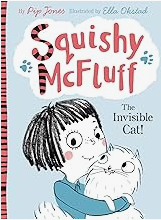 By Pip Jones Illustrated by Ella Okstad
Squishy
McFluff
The
Invisible
Cat!